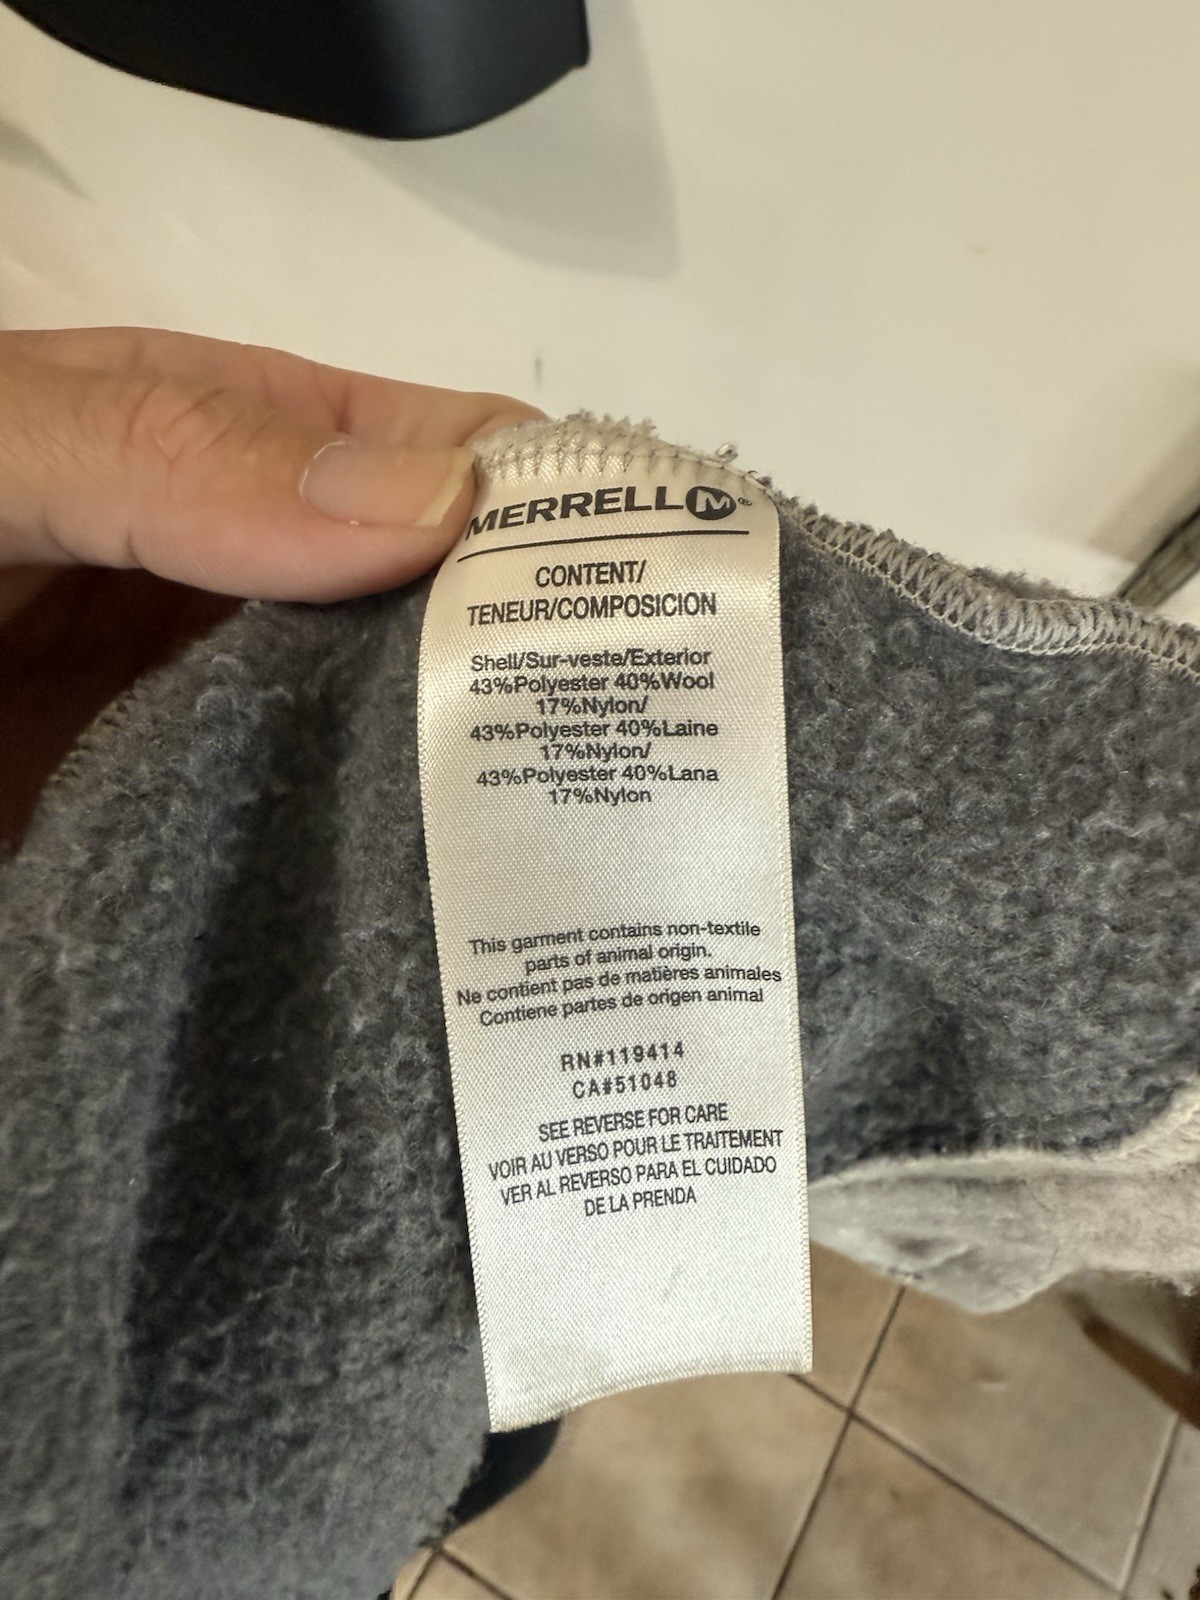 MERRELL M®
CONTENT/
TENEUR/COMPOSICION
Shell/Sur-veste/Exterior
43%Polyester 40%Wool
17%Nylon/
43%Polyester 40%Laine
17%Nylon/
43%Polyester 40%Lana
17%Nylon
This garment contains non-textile
parts of animal origin.
Ne contient pas de matières animales
Contiene partes de origen animal
RN#119414
CA#51048
SEE REVERSE FOR CARE
VOIR AU VERSO POUR LE TRAITEMENT
VER AL REVERSO PARA EL CUIDADO
DE LA PRENDA